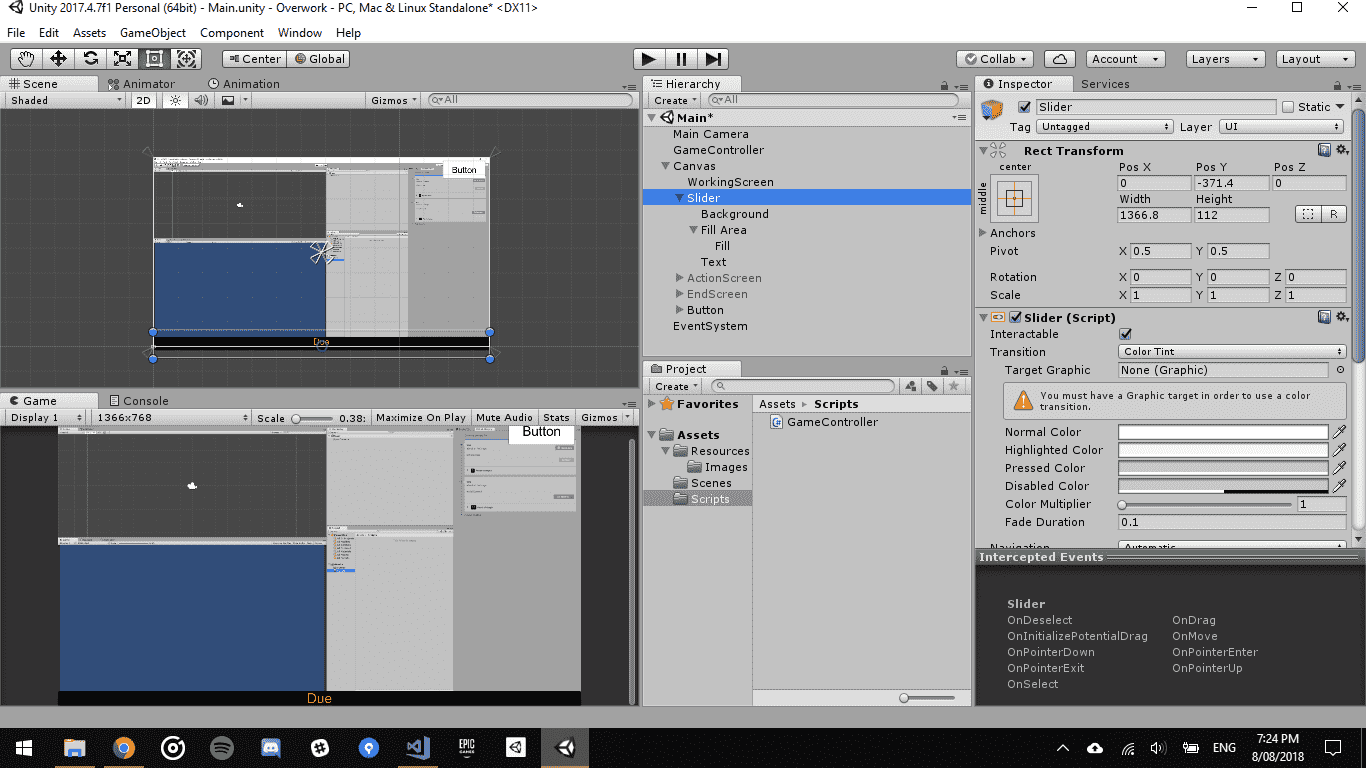 Unity 2017.4.7f1 Personal (64bit) - Main.unity - Overwork - PC, Mac & Linux Standalone* <DX11>
File Edit Assets GameObject Component Window Help
Center Global Collab Account Layers Layout
Scene Animator Animation
Shaded 2D Gizmos All
Button
Due
Game Console
Display 1 1366x768 Scale 0.38: Maximize On Play Mute Audio Stats Gizmos
Button
Due
Hierarchy
Create All
Main*
Main Camera
GameController
Canvas
WorkingScreen
Slider
Background
Fill Area
Fill
Text
ActionScreen
EndScreen
Button
EventSystem
Project
Create
Favorites
Assets
Resources
Images
Scenes
Scripts
Assets Scripts
GameController
Inspector Services
Slider Static
Tag Untagged Layer UI
Rect Transform
center
middle
Pos X Pos Y Pos Z
0 -371.4 0
Width Height
1366.8 112
R
Anchors
Pivot X 0.5 Y 0.5
Rotation X 0 Y 0 Z 0
Scale X 1 Y 1 Z 1
Slider (Script)
Interactable
Transition Color Tint
Target Graphic None (Graphic)
You must have a Graphic target in order to use a color
transition.
Normal Color
Highlighted Color
Pressed Color
Disabled Color
Color Multiplier 1
Fade Duration 0.1
Navigation Automatic
Intercepted Events
Slider
OnDeselect OnDrag
OnInitializePotentialDrag OnMove
OnPointerDown OnPointerEnter
OnPointerExit OnPointerUp
OnSelect
EPIC
GAMES
ENG
7:24 PM
8/08/2018